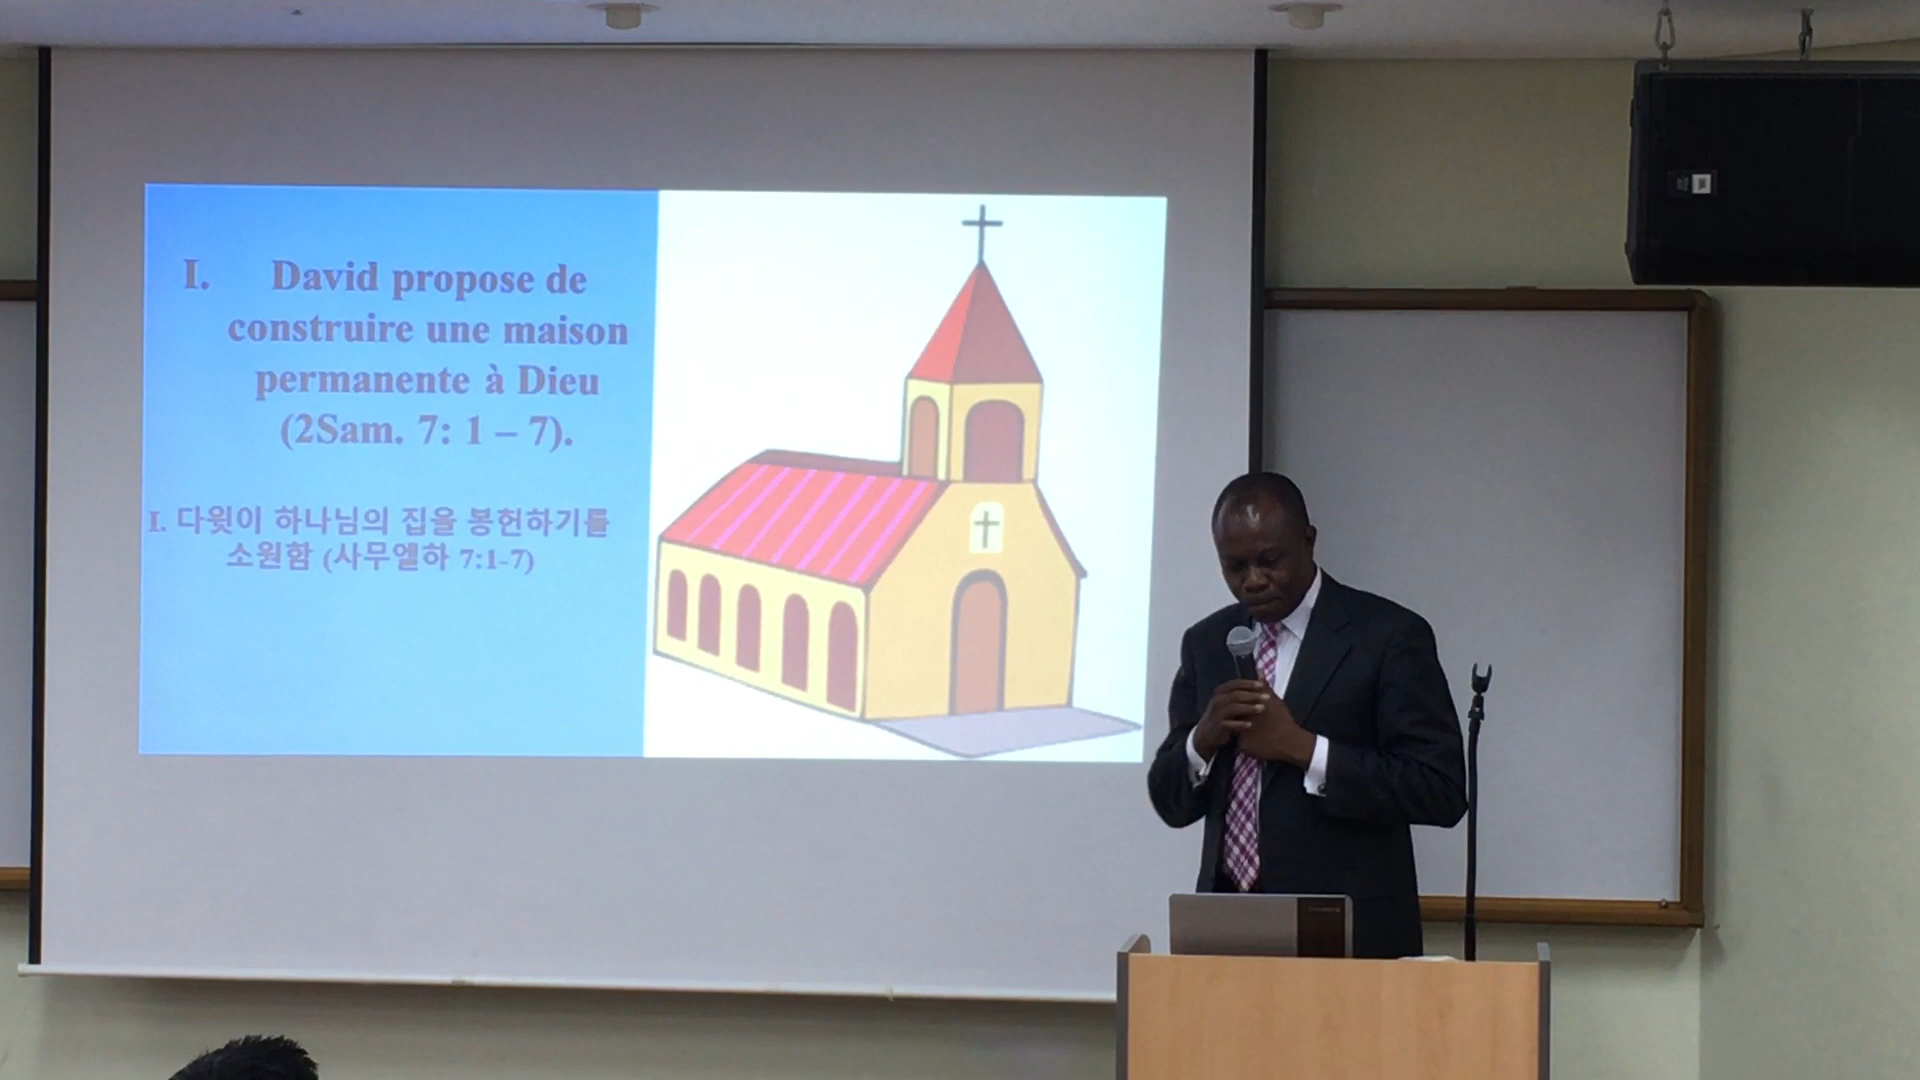 I. David propose de
construire une maison
permanente à Dieu
(2Sam. 7: 1 – 7).
I. 다윗이 하나님의 집을 봉헌하기를
소원함 (사무엘하 7:1-7)